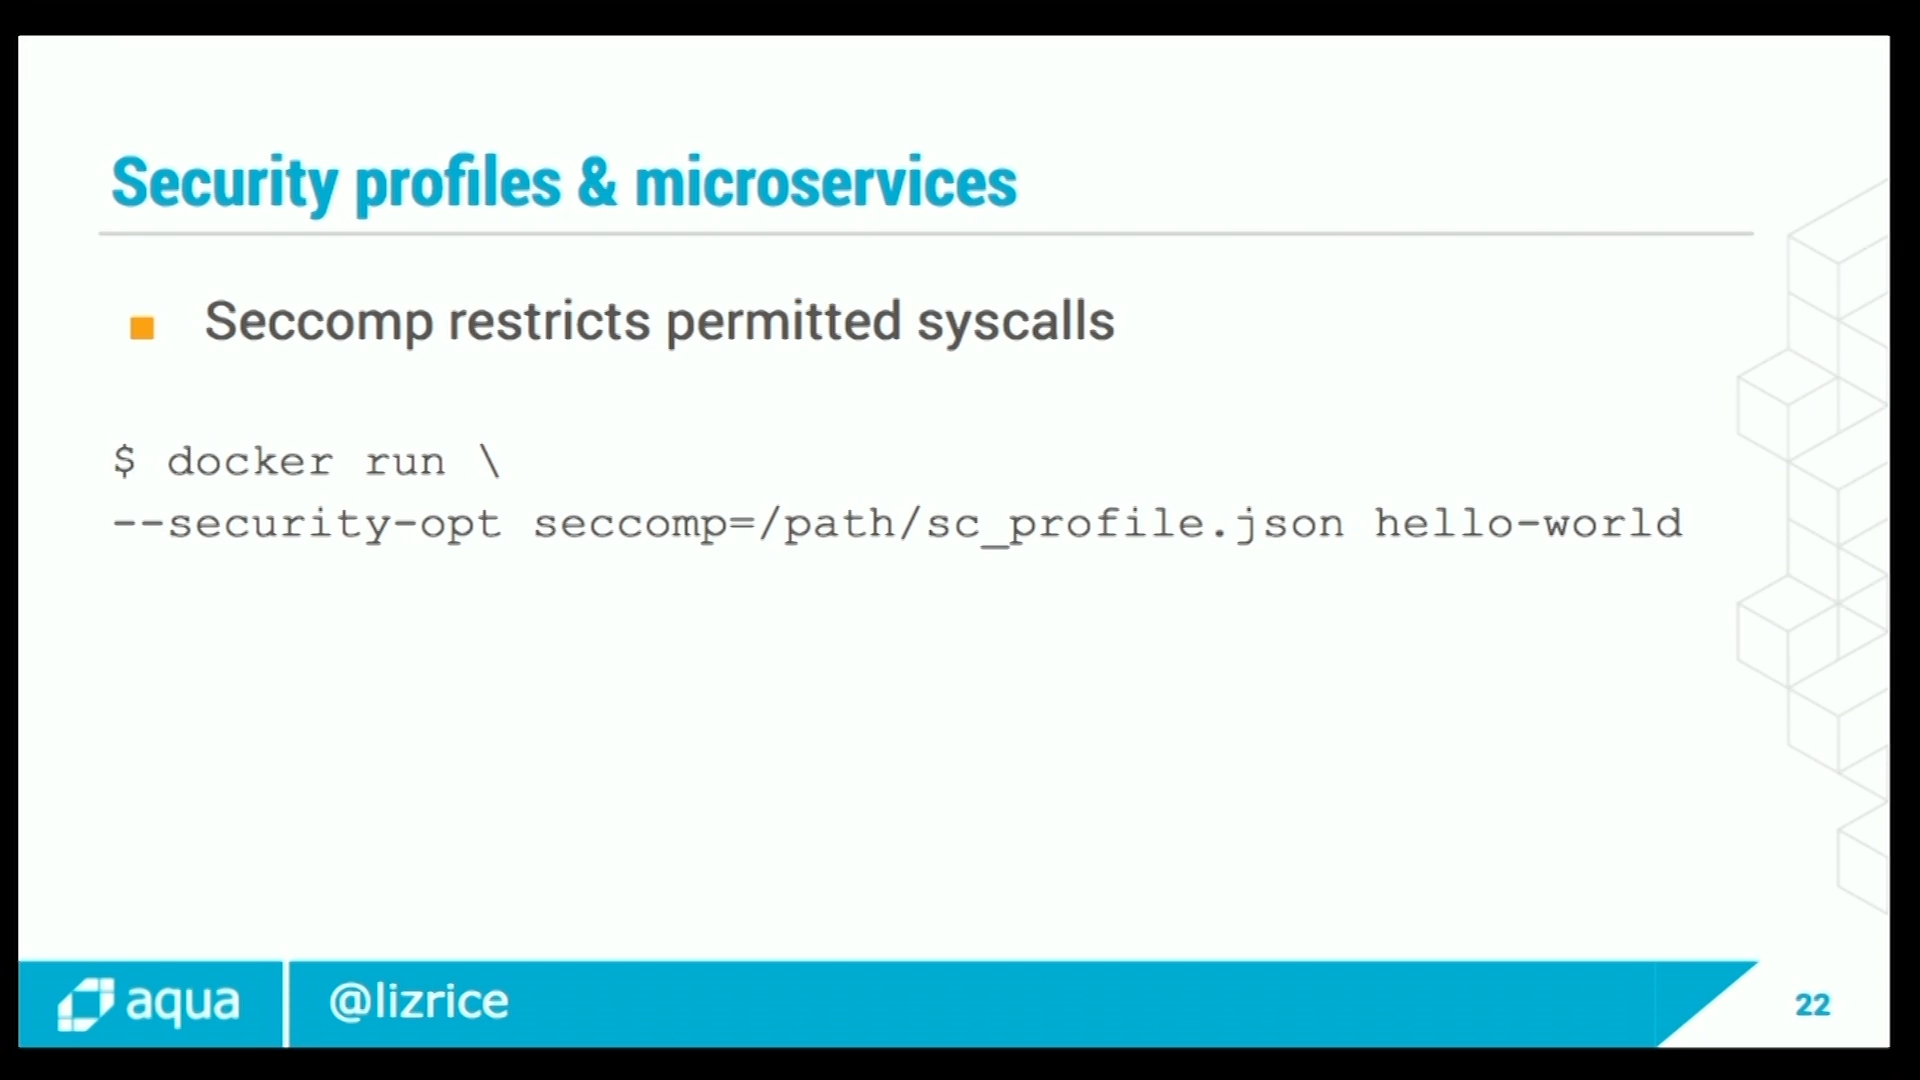 Security profiles & microservices
Seccomp restricts permitted syscalls
$ docker run \
--security-opt seccomp=/path/sc_profile.json hello-world
aqua
@lizrice
22